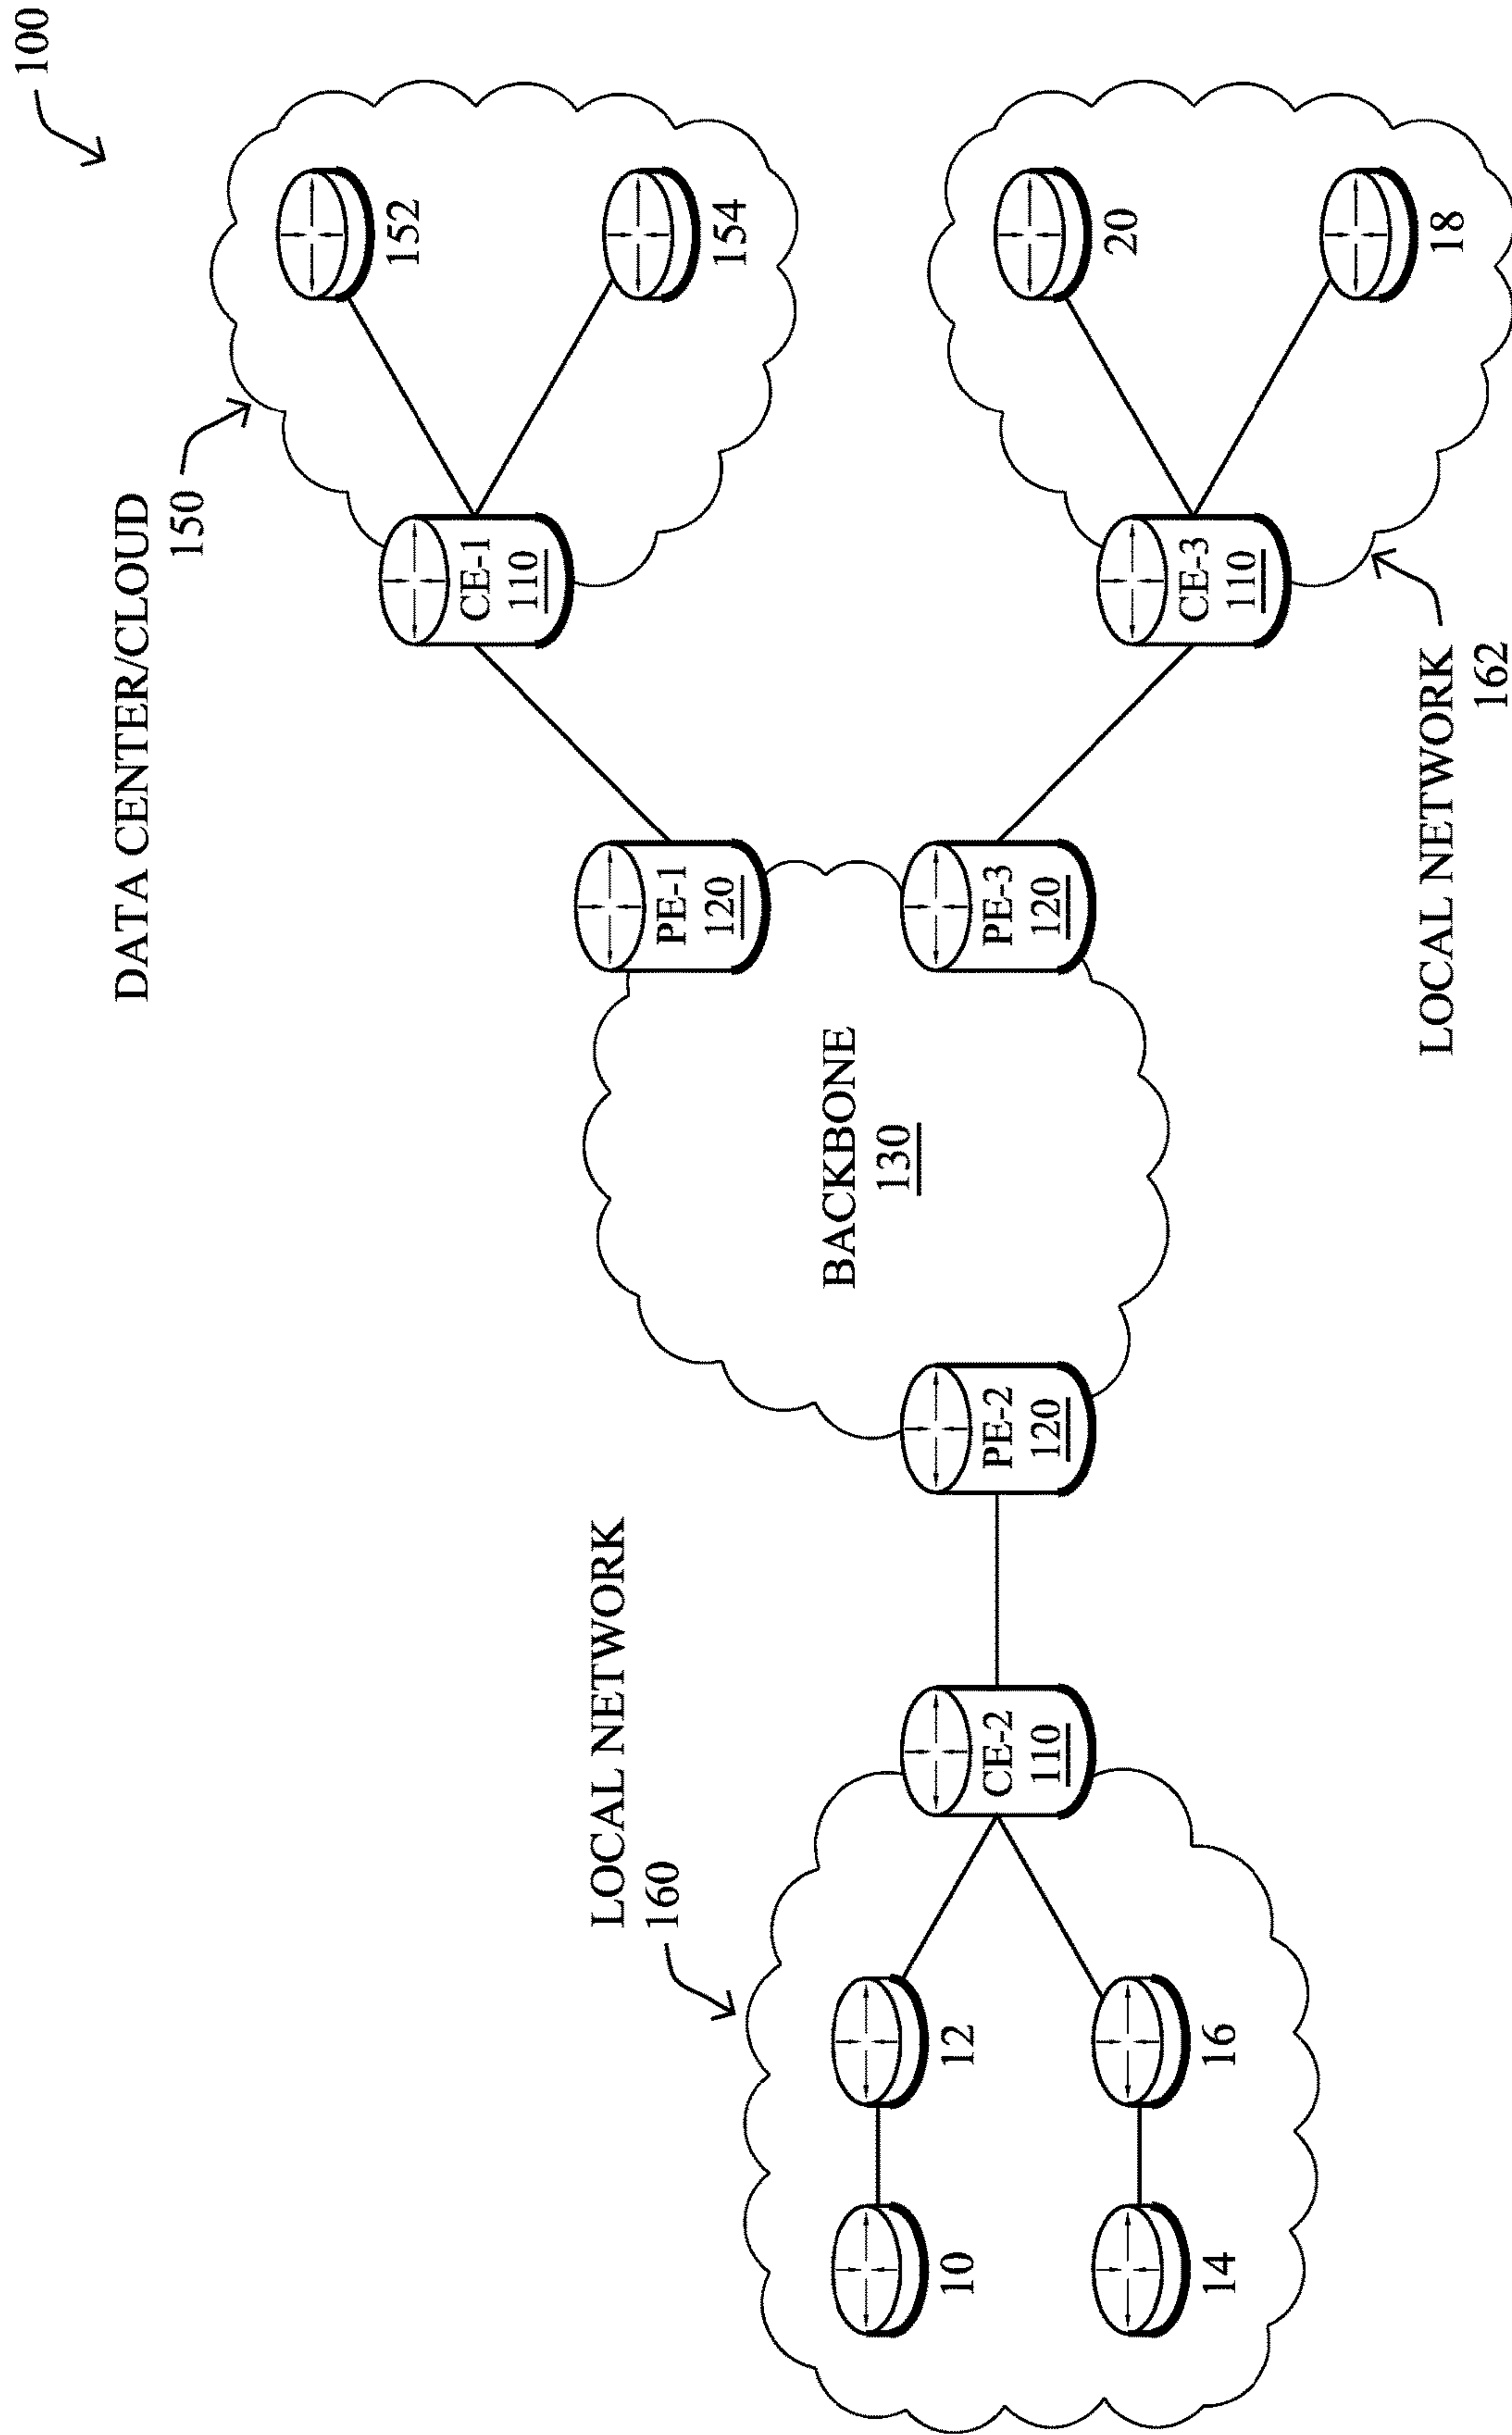 100
DATA CENTER/CLOUD
150
152
154
CE-1
110
PE-1
120
LOCAL NETWORK
160
BACKBONE
130
10
12
CE-2
110
PE-2
120
PE-3
120
CE-3
110
20
14
16
18
LOCAL NETWORK
162